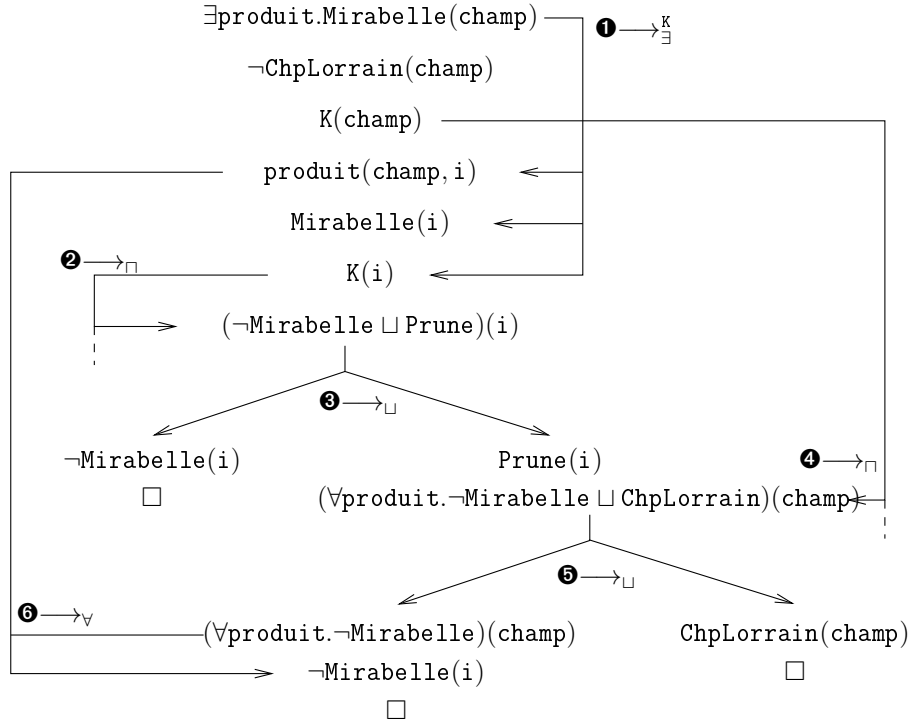 ∃produit.Mirabelle(champ)
❶ ⟶∃ᴷ
¬ChpLorrain(champ)
K(champ)
produit(champ, i)
Mirabelle(i)
❷ ⟶⊓
K(i)
(¬Mirabelle ⊔ Prune)(i)
❸ ⟶⊔
¬Mirabelle(i)
Prune(i)
❹ ⟶⊓
□
(∀produit.¬Mirabelle ⊔ ChpLorrain)(champ)
❺ ⟶⊔
❻ ⟶∀
(∀produit.¬Mirabelle)(champ)
ChpLorrain(champ)
¬Mirabelle(i)
□
□